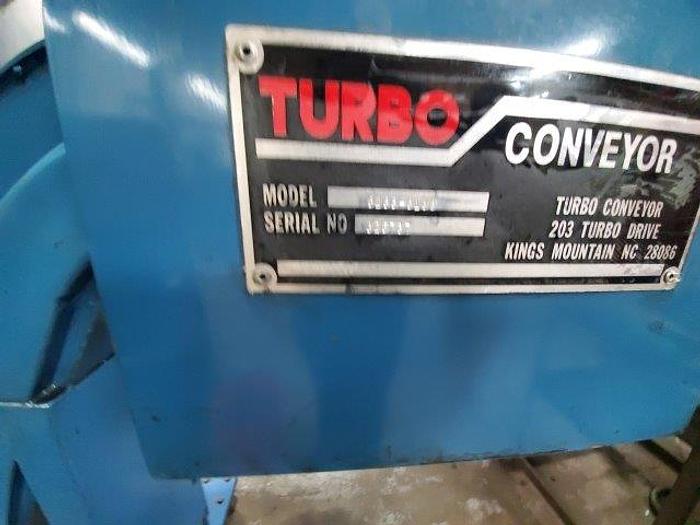 TURBO
CONVEYOR
MODEL
SERIAL NO
TURBO CONVEYOR
203 TURBO DRIVE
KINGS MOUNTAIN NC 28086